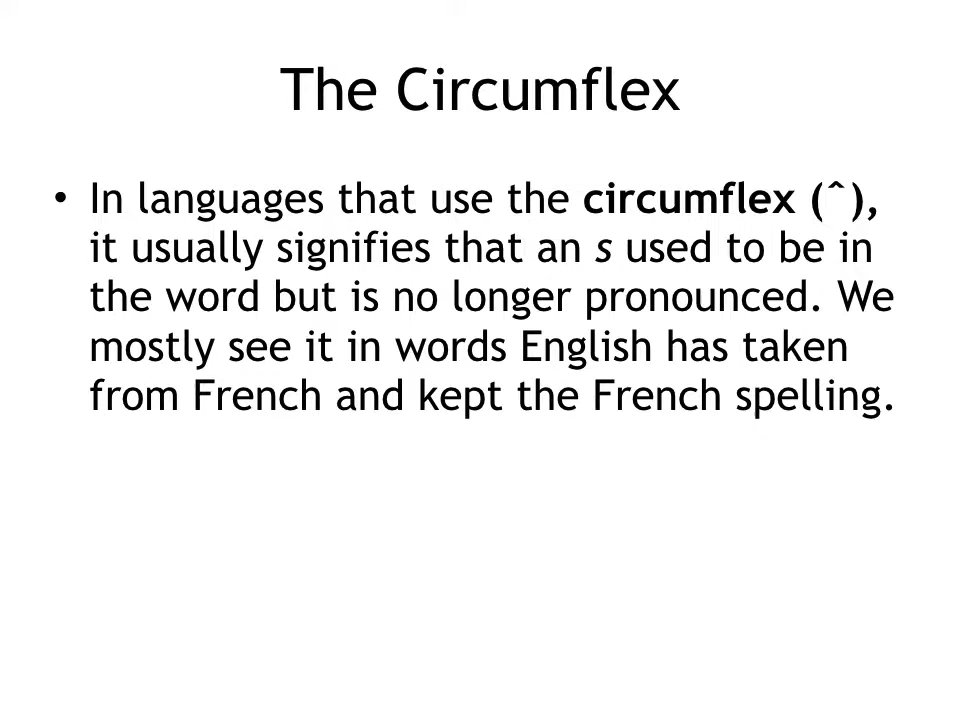 The Circumflex
• In languages that use the circumflex (ˆ),
it usually signifies that an s used to be in
the word but is no longer pronounced. We
mostly see it in words English has taken
from French and kept the French spelling.